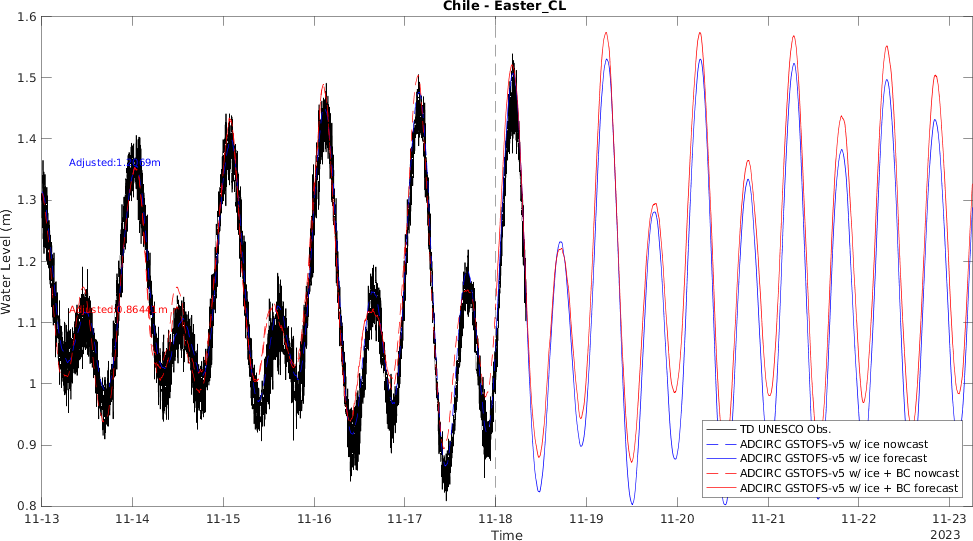 Chile - Easter_CL
1.6
1.5
1.4
1.3
1.2
1.1
1
0.9
0.8
Water Level (m)
11-13
11-14
11-15
11-16
11-17
11-18
11-19
11-20
11-21
11-22
11-23
2023
Time
TD UNESCO Obs.
ADCIRC GSTOFS-v5 w/ ice nowcast
ADCIRC GSTOFS-v5 w/ ice forecast
ADCIRC GSTOFS-v5 w/ ice + BC nowcast
ADCIRC GSTOFS-v5 w/ ice + BC forecast